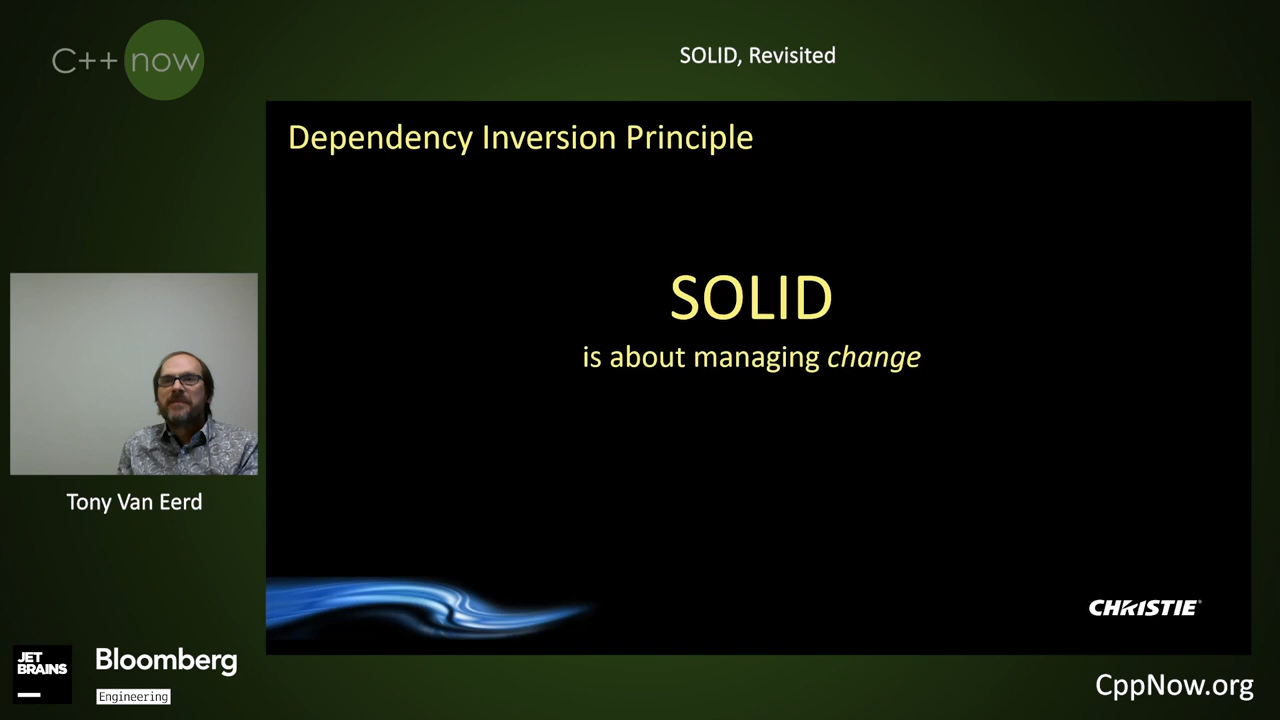 C++ now
SOLID, Revisited
Dependency Inversion Principle
SOLID
is about managing change
Tony Van Eerd
CHRISTIE®
JET
BRAINS
Bloomberg
Engineering
CppNow.org